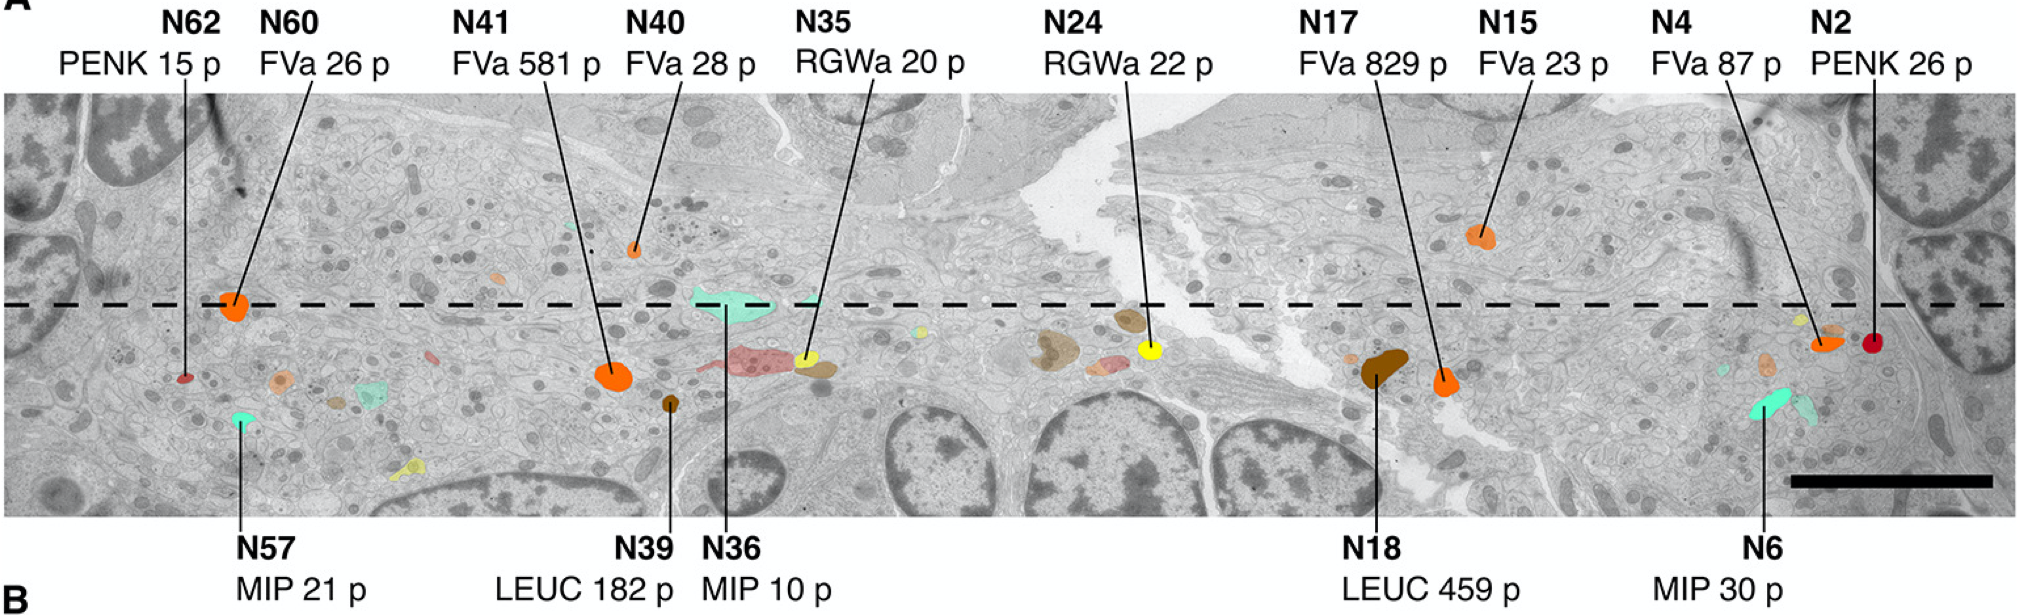 A
N62 N60 N41 N40 N35 N24 N17 N15 N4 N2
PENK 15 p FVa 26 p FVa 581 p FVa 28 p RGWa 20 p RGWa 22 p FVa 829 p FVa 23 p FVa 87 p PENK 26 p
N57 N39 N36 N18 N6
MIP 21 p LEUC 182 p MIP 10 p LEUC 459 p MIP 30 p
B